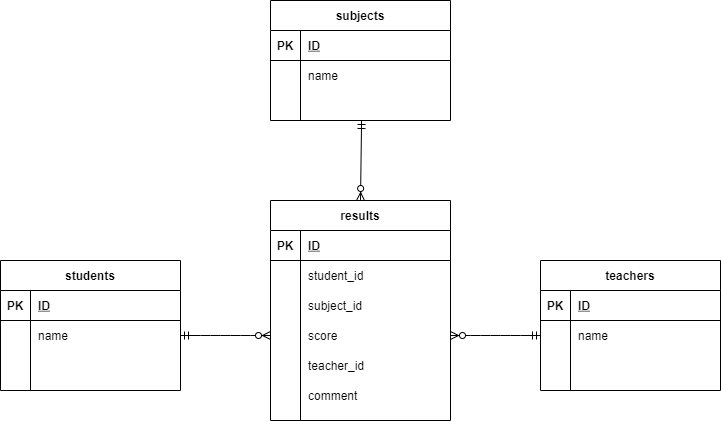 subjects
PK ID
name
results
PK ID
student_id
subject_id
score
teacher_id
comment
students
PK ID
name
teachers
PK ID
name